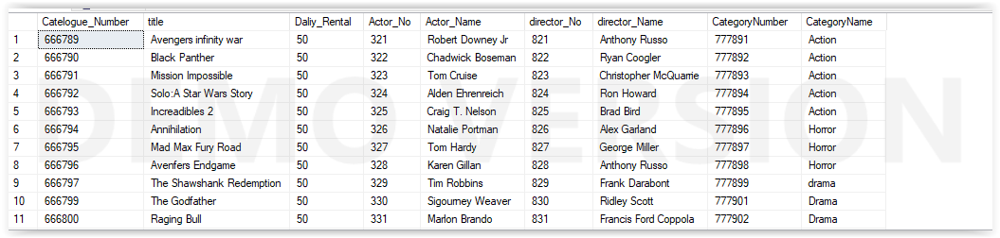 Catelogue_Number title Daliy_Rental Actor_No Actor_Name director_No director_Name CategoryNumber CategoryName
1 666789 Avengers infinity war 50 321 Robert Downey Jr 821 Anthony Russo 777891 Action
2 666790 Black Panther 50 322 Chadwick Boseman 822 Ryan Coogler 777892 Action
3 666791 Mission Impossible 50 323 Tom Cruise 823 Christopher McQuarrie 777893 Action
4 666792 Solo:A Star Wars Story 50 324 Alden Ehrenreich 824 Ron Howard 777894 Action
5 666793 Increadibles 2 50 325 Craig T. Nelson 825 Brad Bird 777895 Action
6 666794 Annihilation 50 326 Natalie Portman 826 Alex Garland 777896 Horror
7 666795 Mad Max Fury Road 50 327 Tom Hardy 827 George Miller 777897 Horror
8 666796 Avenfers Endgame 50 328 Karen Gillan 828 Anthony Russo 777898 Horror
9 666797 The Shawshank Redemption 50 329 Tim Robbins 829 Frank Darabont 777899 drama
10 666799 The Godfather 50 330 Sigourney Weaver 830 Ridley Scott 777901 Drama
11 666800 Raging Bull 50 331 Marlon Brando 831 Francis Ford Coppola 777902 Drama
DEMO VERSION